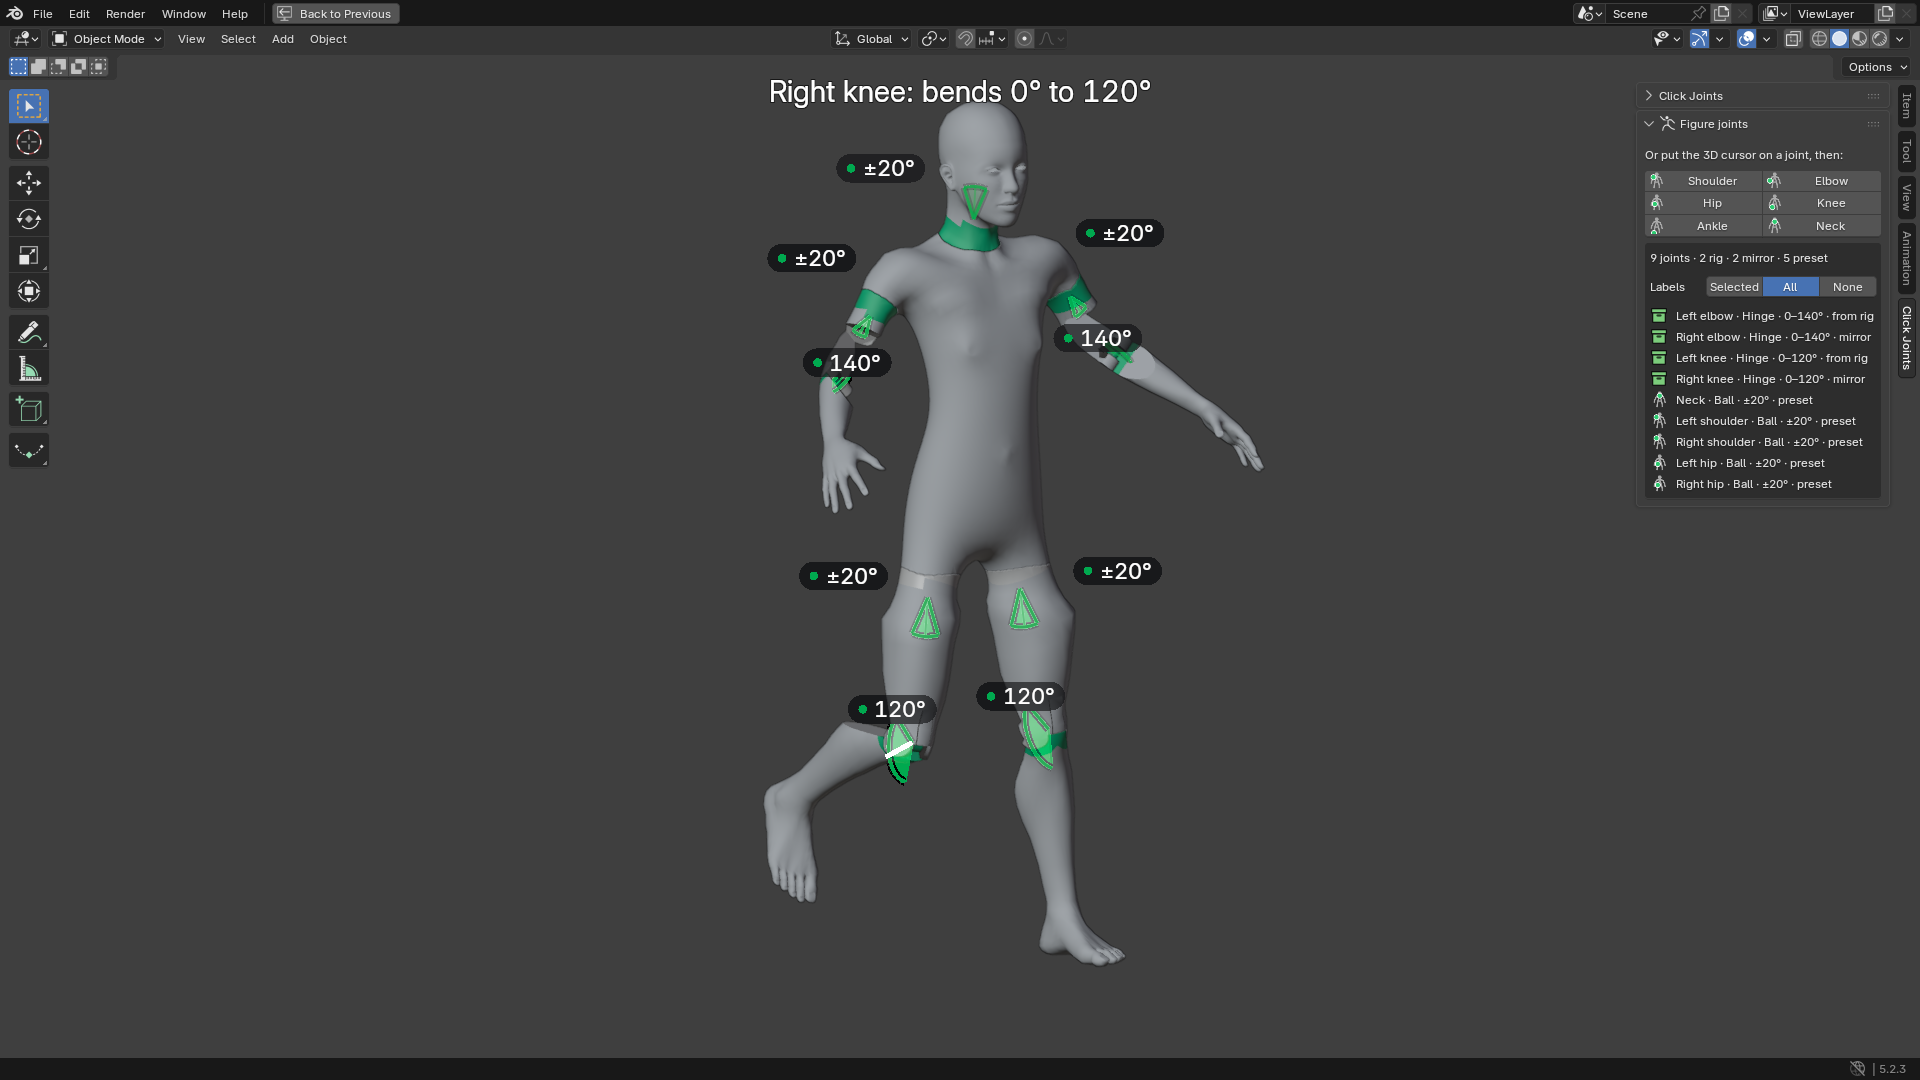 File Edit Render Window Help Back to Previous Scene ViewLayer
Object Mode View Select Add Object Global
Options
Right knee: bends 0° to 120°
Click Joints
Figure joints
Or put the 3D cursor on a joint, then:
Shoulder Elbow
Hip Knee
Ankle Neck
9 joints · 2 rig · 2 mirror · 5 preset
Labels Selected All None
Left elbow · Hinge · 0–140° · from rig
Right elbow · Hinge · 0–140° · mirror
Left knee · Hinge · 0–120° · from rig
Right knee · Hinge · 0–120° · mirror
Neck · Ball · ±20° · preset
Left shoulder · Ball · ±20° · preset
Right shoulder · Ball · ±20° · preset
Left hip · Ball · ±20° · preset
Right hip · Ball · ±20° · preset
Item
Tool
View
Animation
Click Joints
±20°
±20°
±20°
140°
140°
±20°
±20°
120°
120°
5.2.3